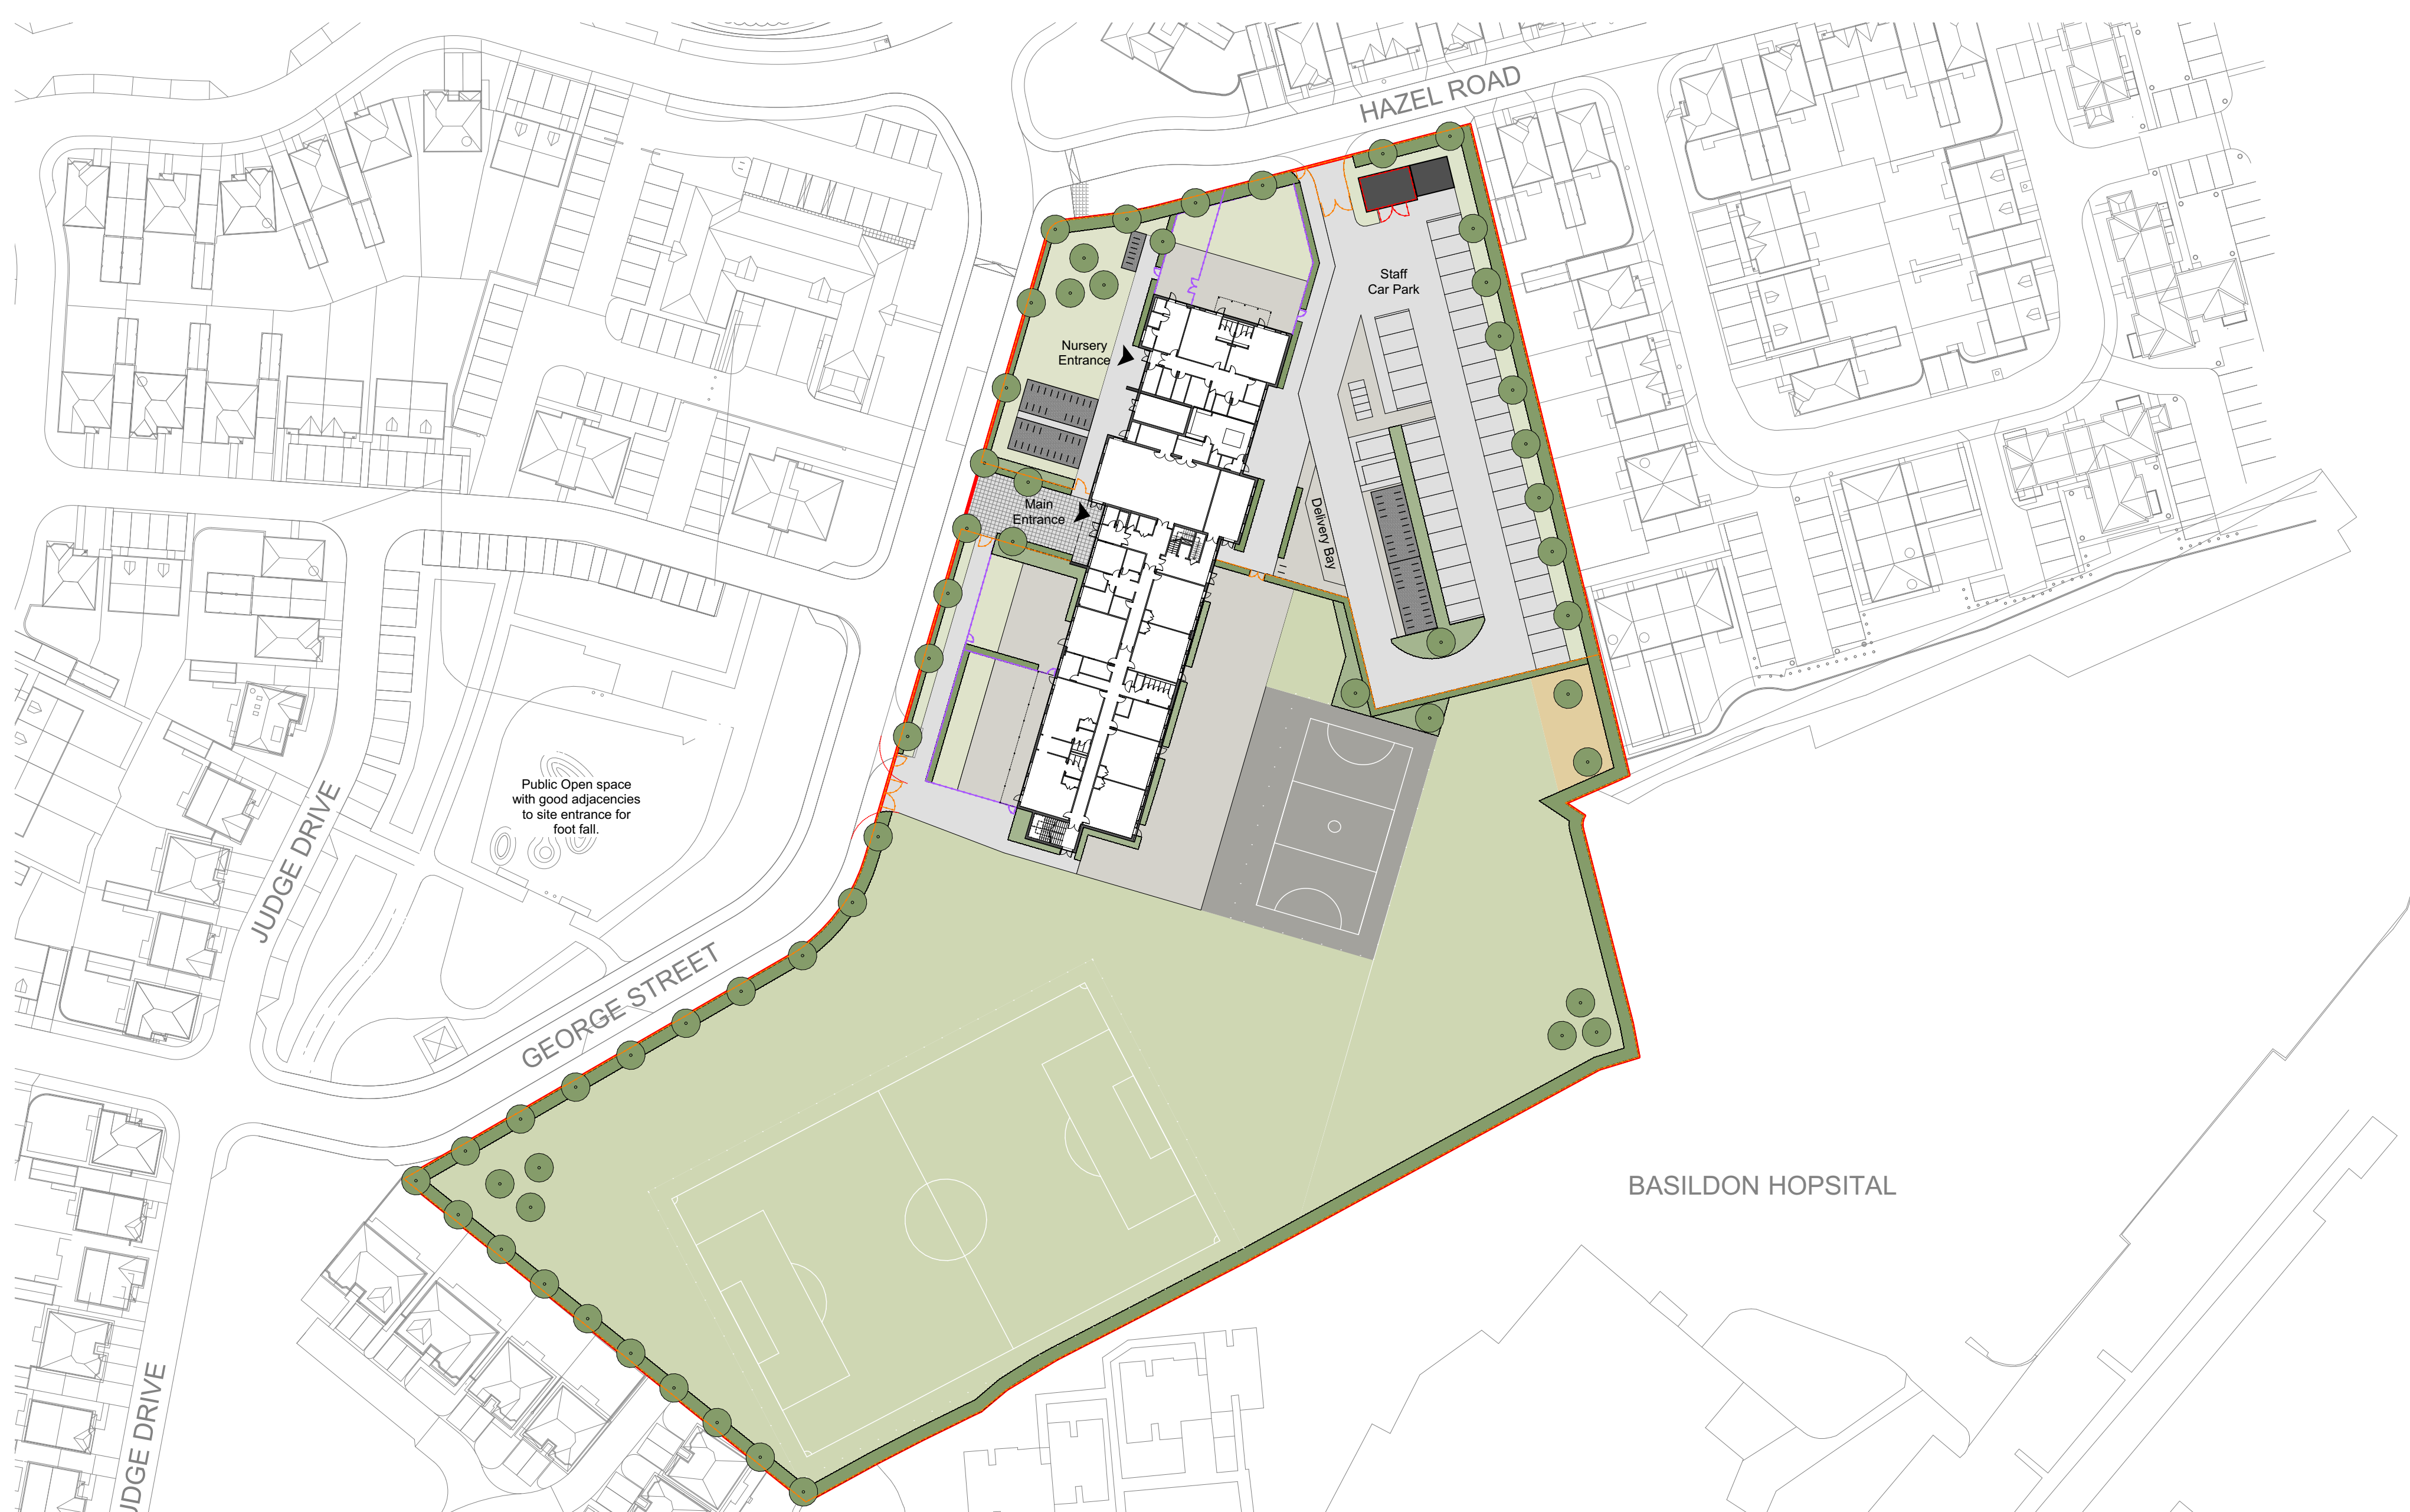 HAZEL ROAD
Staff
Car Park
Nursery
Entrance
Main
Entrance
Delivery Bay
Public Open space
with good adjacencies
to site entrance for
foot fall.
JUDGE DRIVE
GEORGE STREET
BASILDON HOPSITAL
JUDGE DRIVE